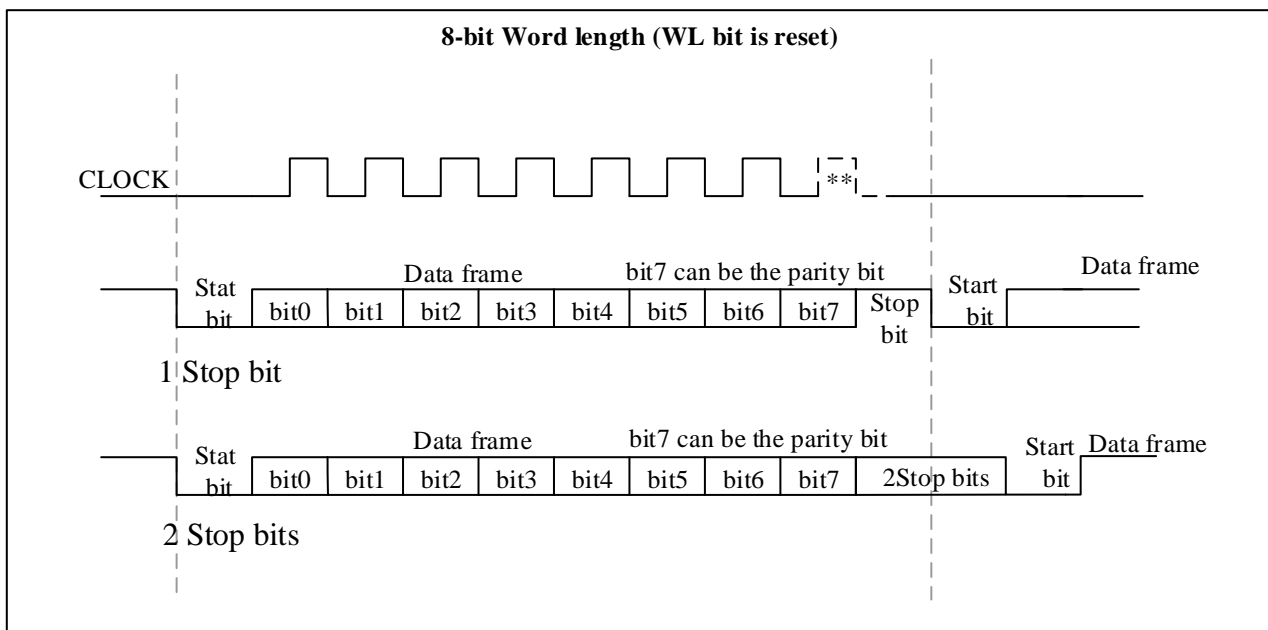 8-bit Word length (WL bit is reset)
CLOCK
**
Data frame
bit7 can be the parity bit
Data frame
Stat
bit
bit0
bit1
bit2
bit3
bit4
bit5
bit6
bit7
Stop
bit
Start
bit
1 Stop bit
Data frame
bit7 can be the parity bit
Start
bit
Data frame
Stat
bit
bit0
bit1
bit2
bit3
bit4
bit5
bit6
bit7
2Stop bits
2 Stop bits